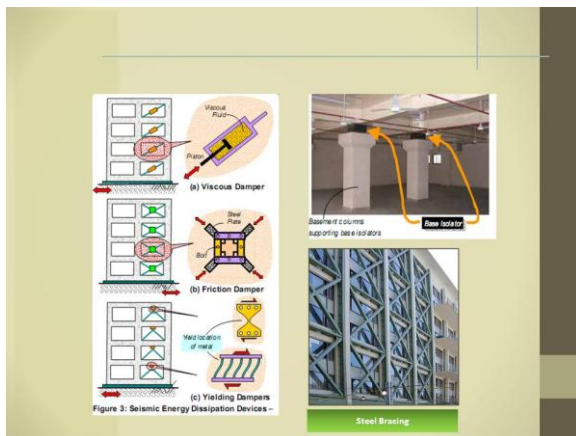 Viscous
Fluid
Piston
(a) Viscous Damper
Steel
Plate
Bolt
(b) Friction Damper
Yield location
of metal
(c) Yielding Dampers
Figure 3: Seismic Energy Dissipation Devices –
Basement columns
supporting base isolators
Base Isolator
Steel Bracing